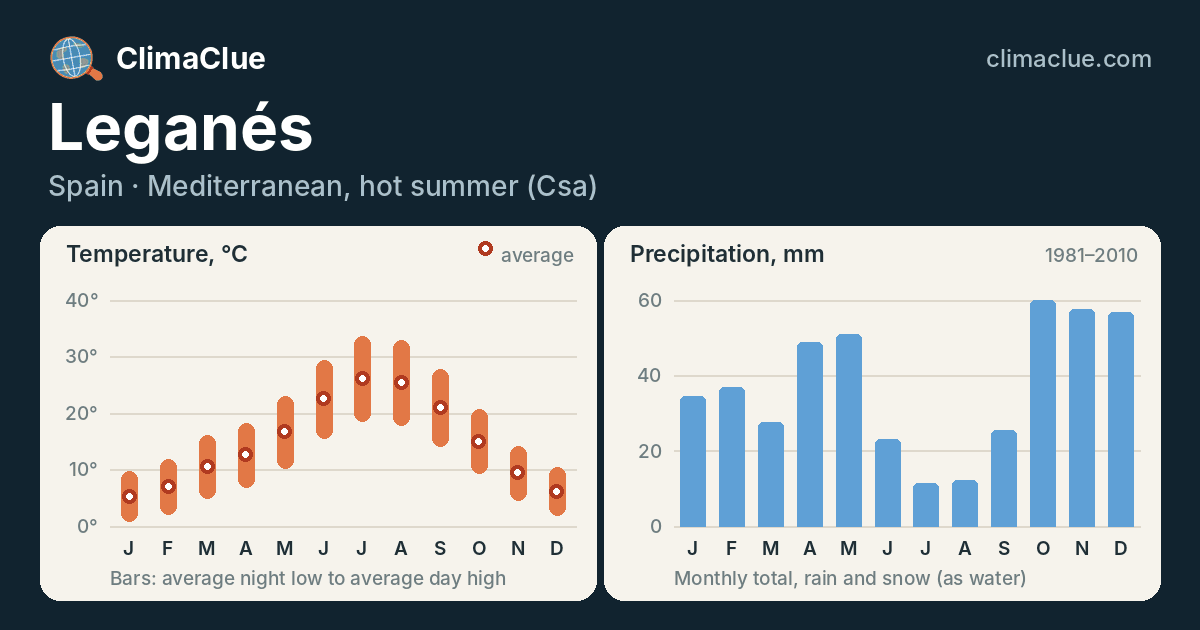 ClimaClue
climaclue.com
Leganés
Spain · Mediterranean, hot summer (Csa)
Temperature, °C
average
40°
30°
20°
10°
0°
J F M A M J J A S O N D
Bars: average night low to average day high
Precipitation, mm
1981–2010
60
40
20
0
J F M A M J J A S O N D
Monthly total, rain and snow (as water)